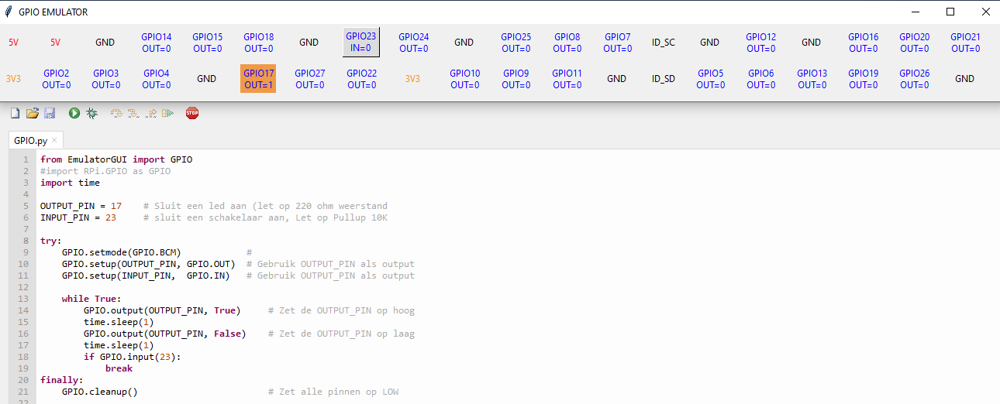 GPIO EMULATOR
5V 5V GND GPIO14 GPIO15 GPIO18 GND GPIO23 GPIO24 GND GPIO25 GPIO8 GPIO7 ID_SC GND GPIO12 GND GPIO16 GPIO20 GPIO21
OUT=0 OUT=0 OUT=0 IN=0 OUT=0 OUT=0 OUT=0 OUT=0 OUT=0 OUT=0 OUT=0 OUT=0
3V3 GPIO2 GPIO3 GPIO4 GND GPIO17 GPIO27 GPIO22 3V3 GPIO10 GPIO9 GPIO11 GND ID_SD GPIO5 GPIO6 GPIO13 GPIO19 GPIO26 GND
OUT=0 OUT=0 OUT=0 OUT=1 OUT=0 OUT=0 OUT=0 OUT=0 OUT=0 OUT=0 OUT=0 OUT=0 OUT=0 OUT=0
STOP
GPIO.py
1 from EmulatorGUI import GPIO
2 #import RPi.GPIO as GPIO
3 import time
4
5 OUTPUT_PIN = 17    # Sluit een led aan (let op 220 ohm weerstand
6 INPUT_PIN = 23     # sluit een schakelaar aan, Let op Pullup 10K
7
8 try:
9     GPIO.setmode(GPIO.BCM)            #
10     GPIO.setup(OUTPUT_PIN, GPIO.OUT)  # Gebruik OUTPUT_PIN als output
11     GPIO.setup(INPUT_PIN,  GPIO.IN)   # Gebruik OUTPUT_PIN als output
12
13     while True:
14         GPIO.output(OUTPUT_PIN, True)     # Zet de OUTPUT_PIN op hoog
15         time.sleep(1)
16         GPIO.output(OUTPUT_PIN, False)    # Zet de OUTPUT_PIN op laag
17         time.sleep(1)
18         if GPIO.input(23):
19             break
20 finally:
21     GPIO.cleanup()                        # Zet alle pinnen op LOW
22